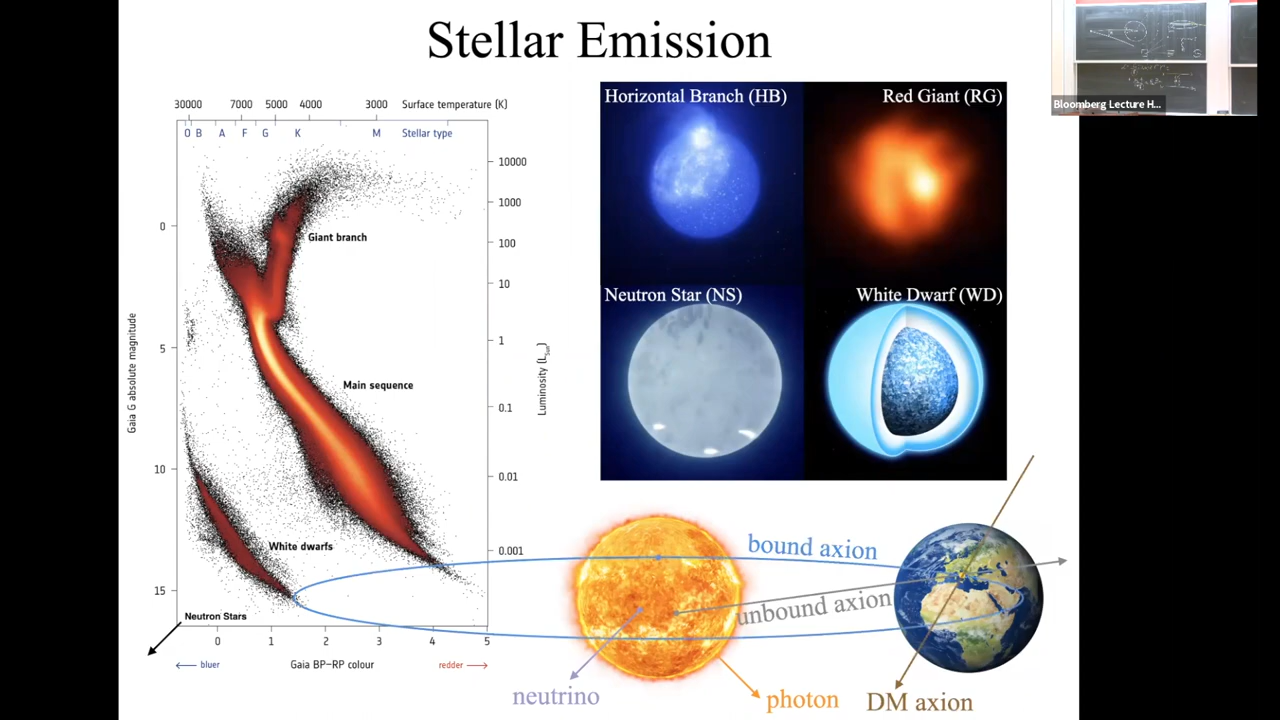 Stellar Emission
Bloomberg Lecture H...
30000 7000 5000 4000 3000 Surface temperature (K)
O B A F G K M Stellar type
10000
1000
100
10
1
0.1
0.01
0.001
Luminosity (L Sun)
0
5
10
15
Gaia G absolute magnitude
Giant branch
Main sequence
White dwarfs
Neutron Stars
0 1 2 3 4 5
bluer Gaia BP–RP colour redder
Horizontal Branch (HB) Red Giant (RG)
Neutron Star (NS) White Dwarf (WD)
bound axion
unbound axion
neutrino
photon
DM axion